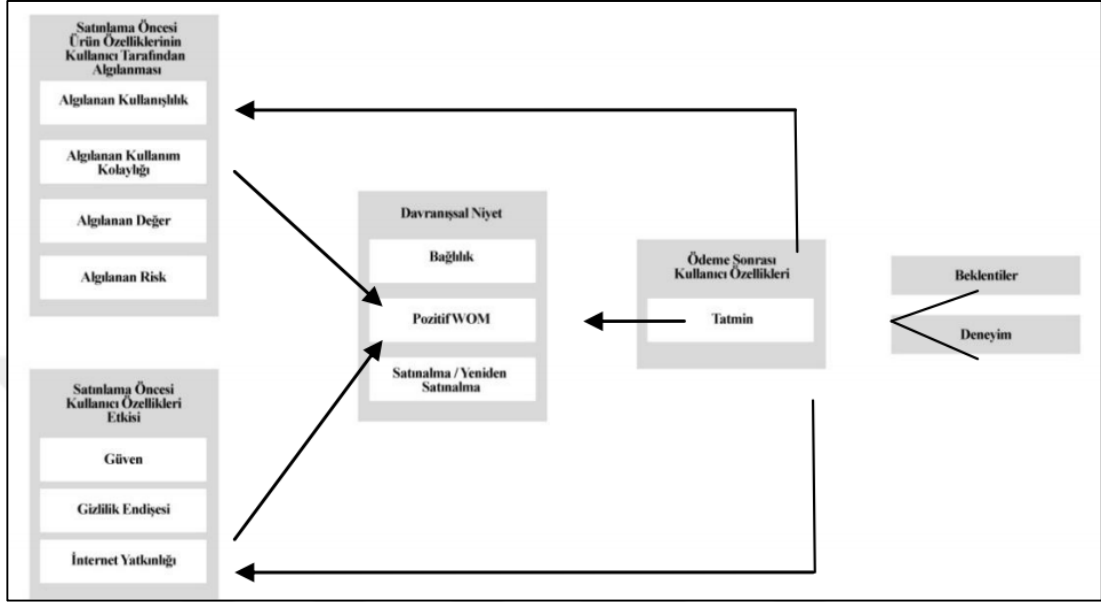 Satınlama Öncesi
Ürün Özelliklerinin
Kullanıcı Tarafından
Algılanması
Algılanan Kullanışlılık
Algılanan Kullanım
Kolaylığı
Algılanan Değer
Algılanan Risk
Satınlama Öncesi
Kullanıcı Özellikleri
Etkisi
Güven
Gizlilik Endişesi
İnternet Yatkınlığı
Davranışsal Niyet
Bağlılık
Pozitif WOM
Satınalma / Yeniden
Satınalma
Ödeme Sonrası
Kullanıcı Özellikleri
Tatmin
Beklentiler
Deneyim